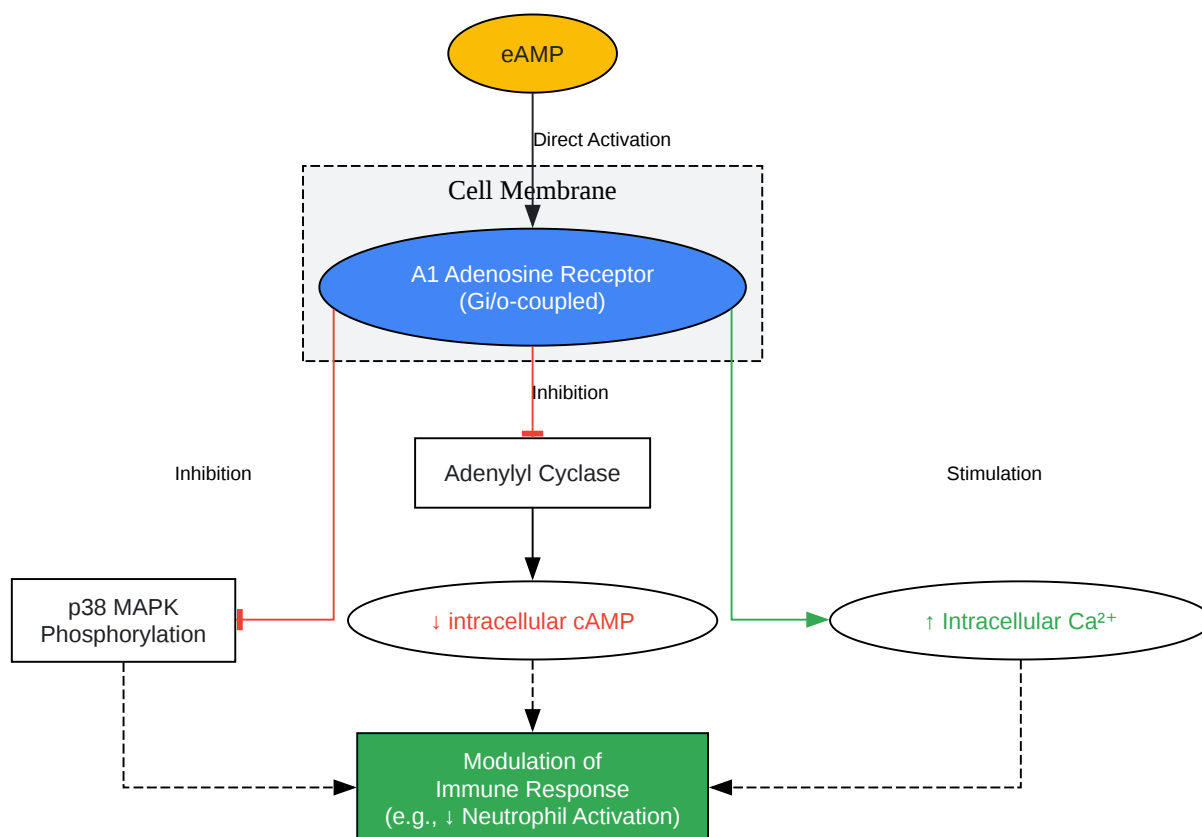 eAMP
Direct Activation
Cell Membrane
A1 Adenosine Receptor
(Gi/o-coupled)
Inhibition
Adenylyl Cyclase
Inhibition
Stimulation
p38 MAPK
Phosphorylation
↓ intracellular cAMP
↑ Intracellular Ca²⁺
Modulation of
Immune Response
(e.g., ↓ Neutrophil Activation)